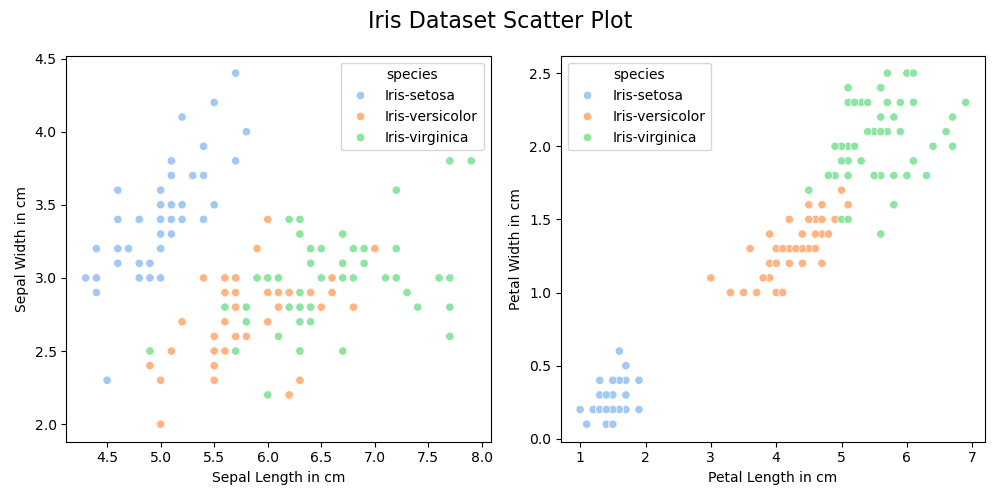 Iris Dataset Scatter Plot
4.5
4.0
3.5
3.0
2.5
2.0
Sepal Width in cm
species
Iris-setosa
Iris-versicolor
Iris-virginica
4.5 5.0 5.5 6.0 6.5 7.0 7.5 8.0
Sepal Length in cm
2.5
2.0
1.5
1.0
0.5
0.0
Petal Width in cm
species
Iris-setosa
Iris-versicolor
Iris-virginica
1 2 3 4 5 6 7
Petal Length in cm